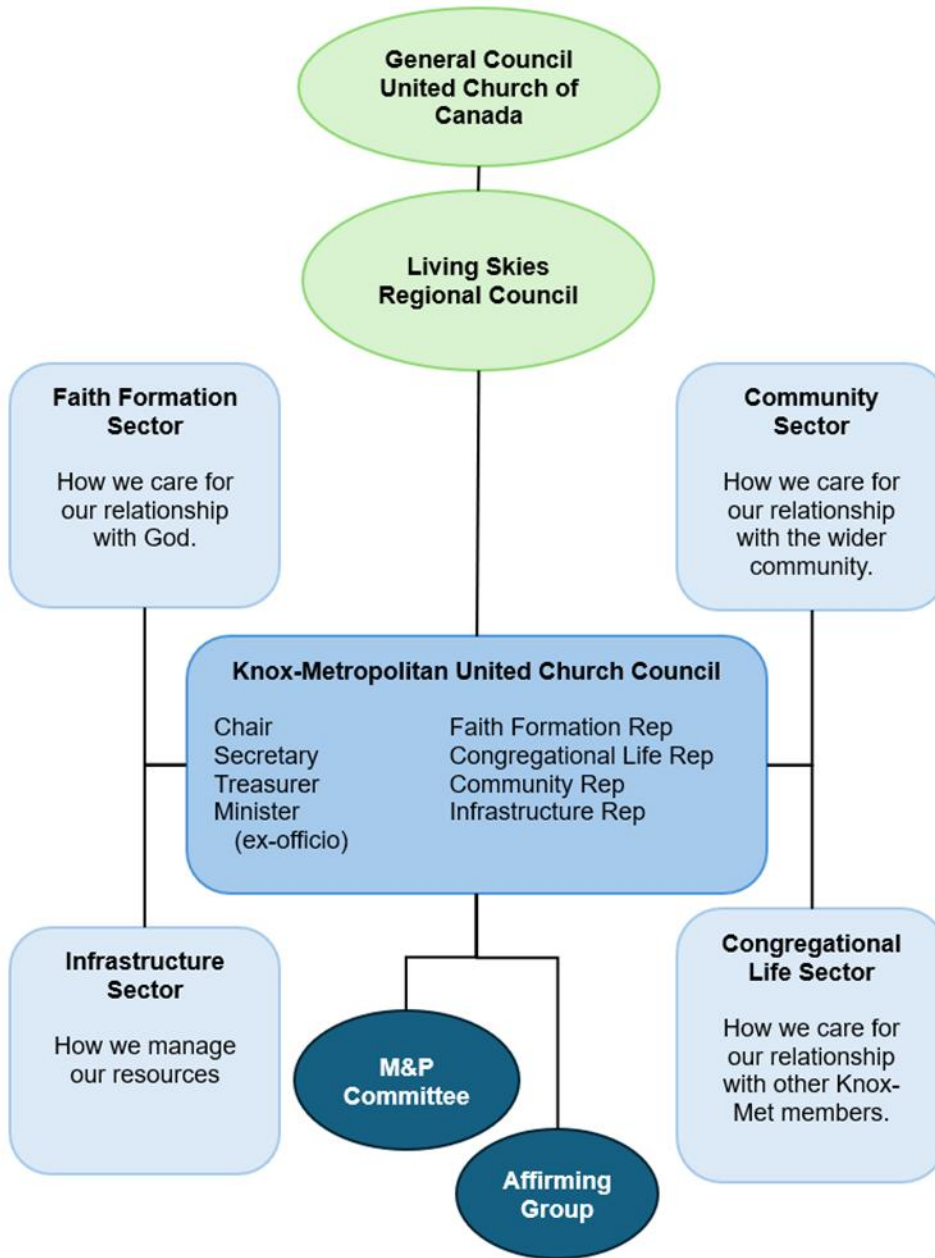 General Council
United Church of
Canada
Living Skies
Regional Council
Faith Formation
Sector
How we care for
our relationship
with God.
Community
Sector
How we care for
our relationship
with the wider
community.
Knox-Metropolitan United Church Council
Chair
Secretary
Treasurer
Minister
(ex-officio)
Faith Formation Rep
Congregational Life Rep
Community Rep
Infrastructure Rep
Infrastructure
Sector
How we manage
our resources
Congregational
Life Sector
How we care for
our relationship
with other Knox-
Met members.
M&P
Committee
Affirming
Group